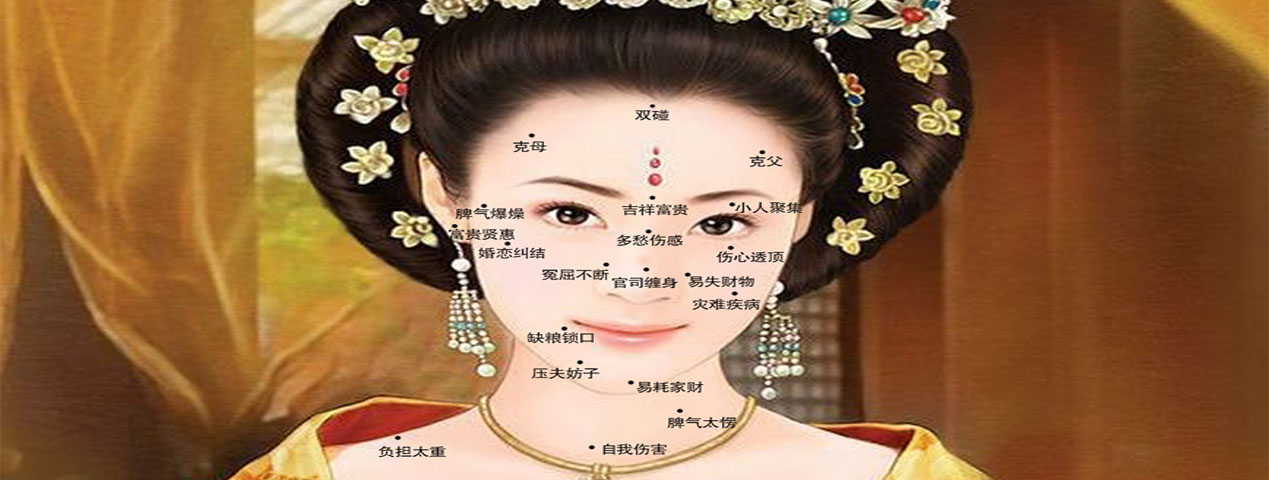 双碰
克母
克父
脾气爆燥
吉祥富贵
小人聚集
富贵贤惠
多愁伤感
婚恋纠结
伤心透顶
冤屈不断
官司缠身
易失财物
灾难疾病
缺粮锁口
压夫妨子
易耗家财
脾气太愣
负担太重
自我伤害